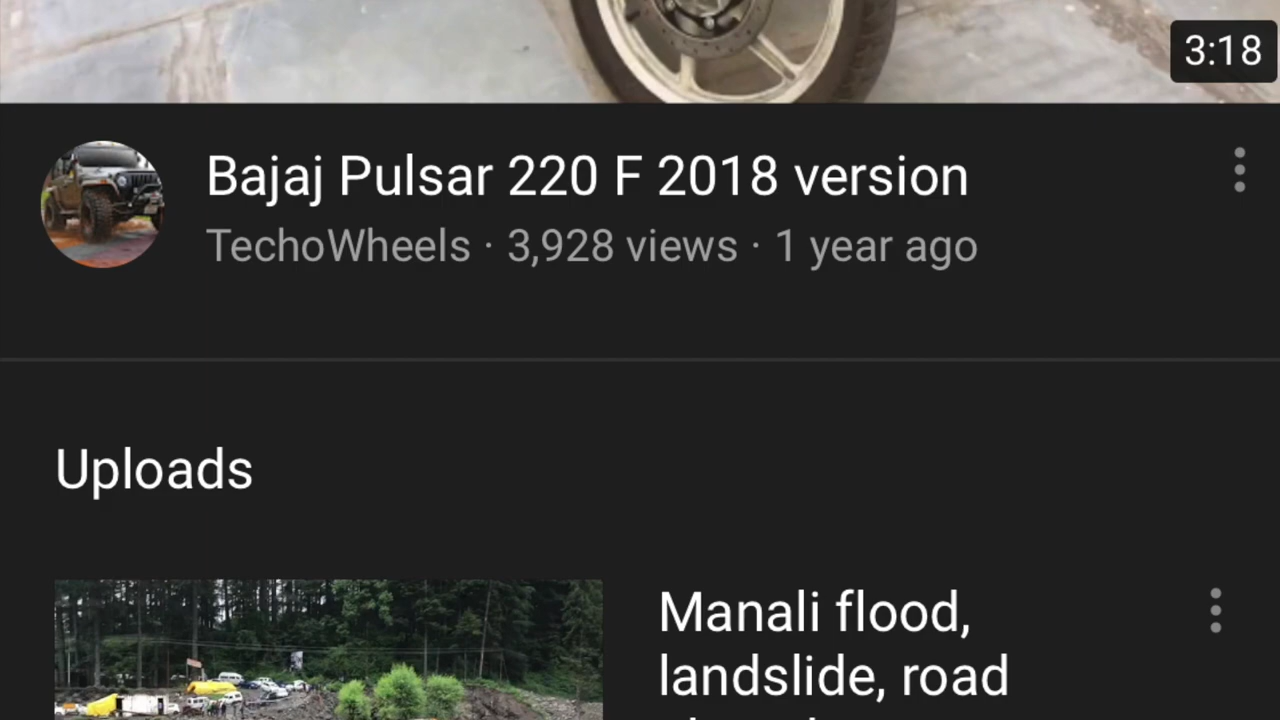 3:18
Bajaj Pulsar 220 F 2018 version
TechoWheels · 3,928 views · 1 year ago
Uploads
Manali flood,
landslide, road